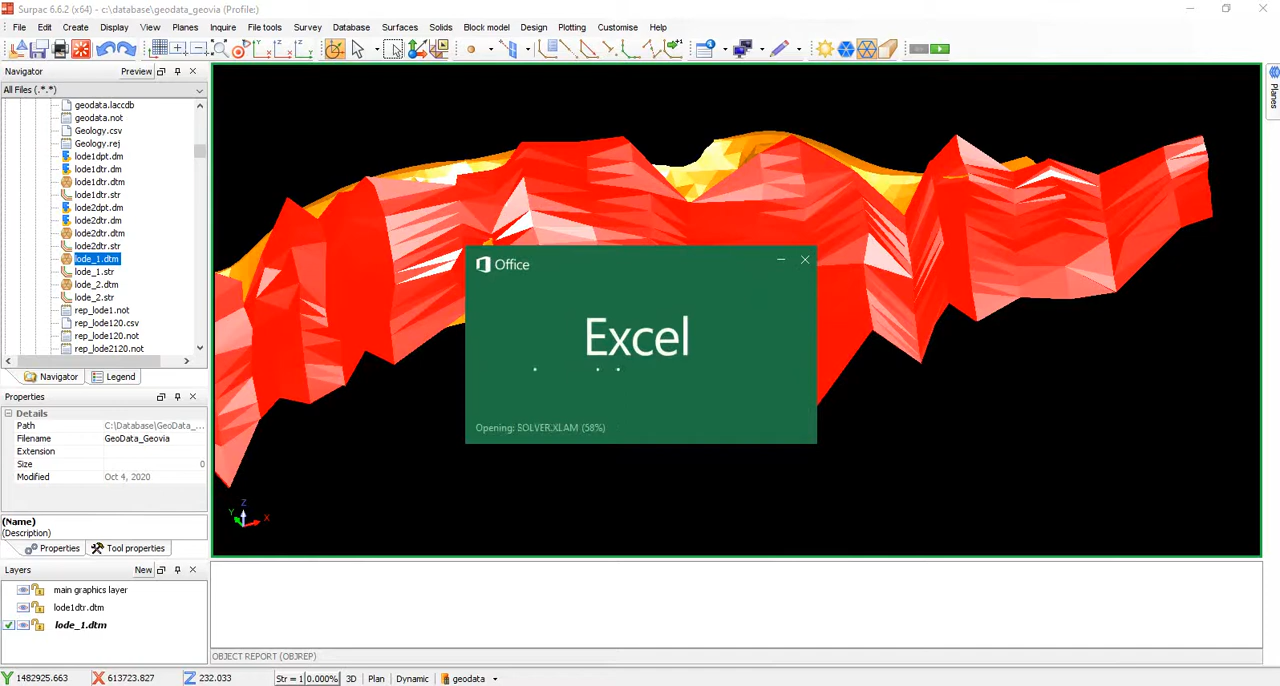 Surpac 6.6.2 (x64) - c:\database\geodata_geovia (Profile:)
File Edit Create Display View Planes Inquire File tools Survey Database Surfaces Solids Block model Design Plotting Customise Help
Navigator Preview
All Files (*.*)
geodata.laccdb
geodata.not
Geology.csv
Geology.rej
lode1dpt.dm
lode1dtr.dm
lode1dtr.dtm
lode1dtr.str
lode2dpt.dm
lode2dtr.dm
lode2dtr.dtm
lode2dtr.str
lode_1.dtm
lode_1.str
lode_2.dtm
lode_2.str
rep_lode1.not
rep_lode120.csv
rep_lode120.not
rep_lode2120.not
Navigator Legend
Properties
Details
Path C:\Database\GeoData_...
Filename GeoData_Geovia
Extension
Size 0
Modified Oct 4, 2020
(Name)
(Description)
Properties Tool properties
Layers New
main graphics layer
lode1dtr.dtm
lode_1.dtm
Planes
Office
Excel
Opening: SOLVER.XLAM (58%)
Z
Y
X
OBJECT REPORT (OBJREP)
Y 1482925.663 X 613723.827 Z 232.033 Str = 1 0.000% 3D Plan Dynamic geodata